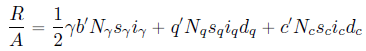 R/A = 1/2 γb′N_γ s_γ i_γ + q′N_q s_q i_q d_q + c′N_c s_c i_c d_c